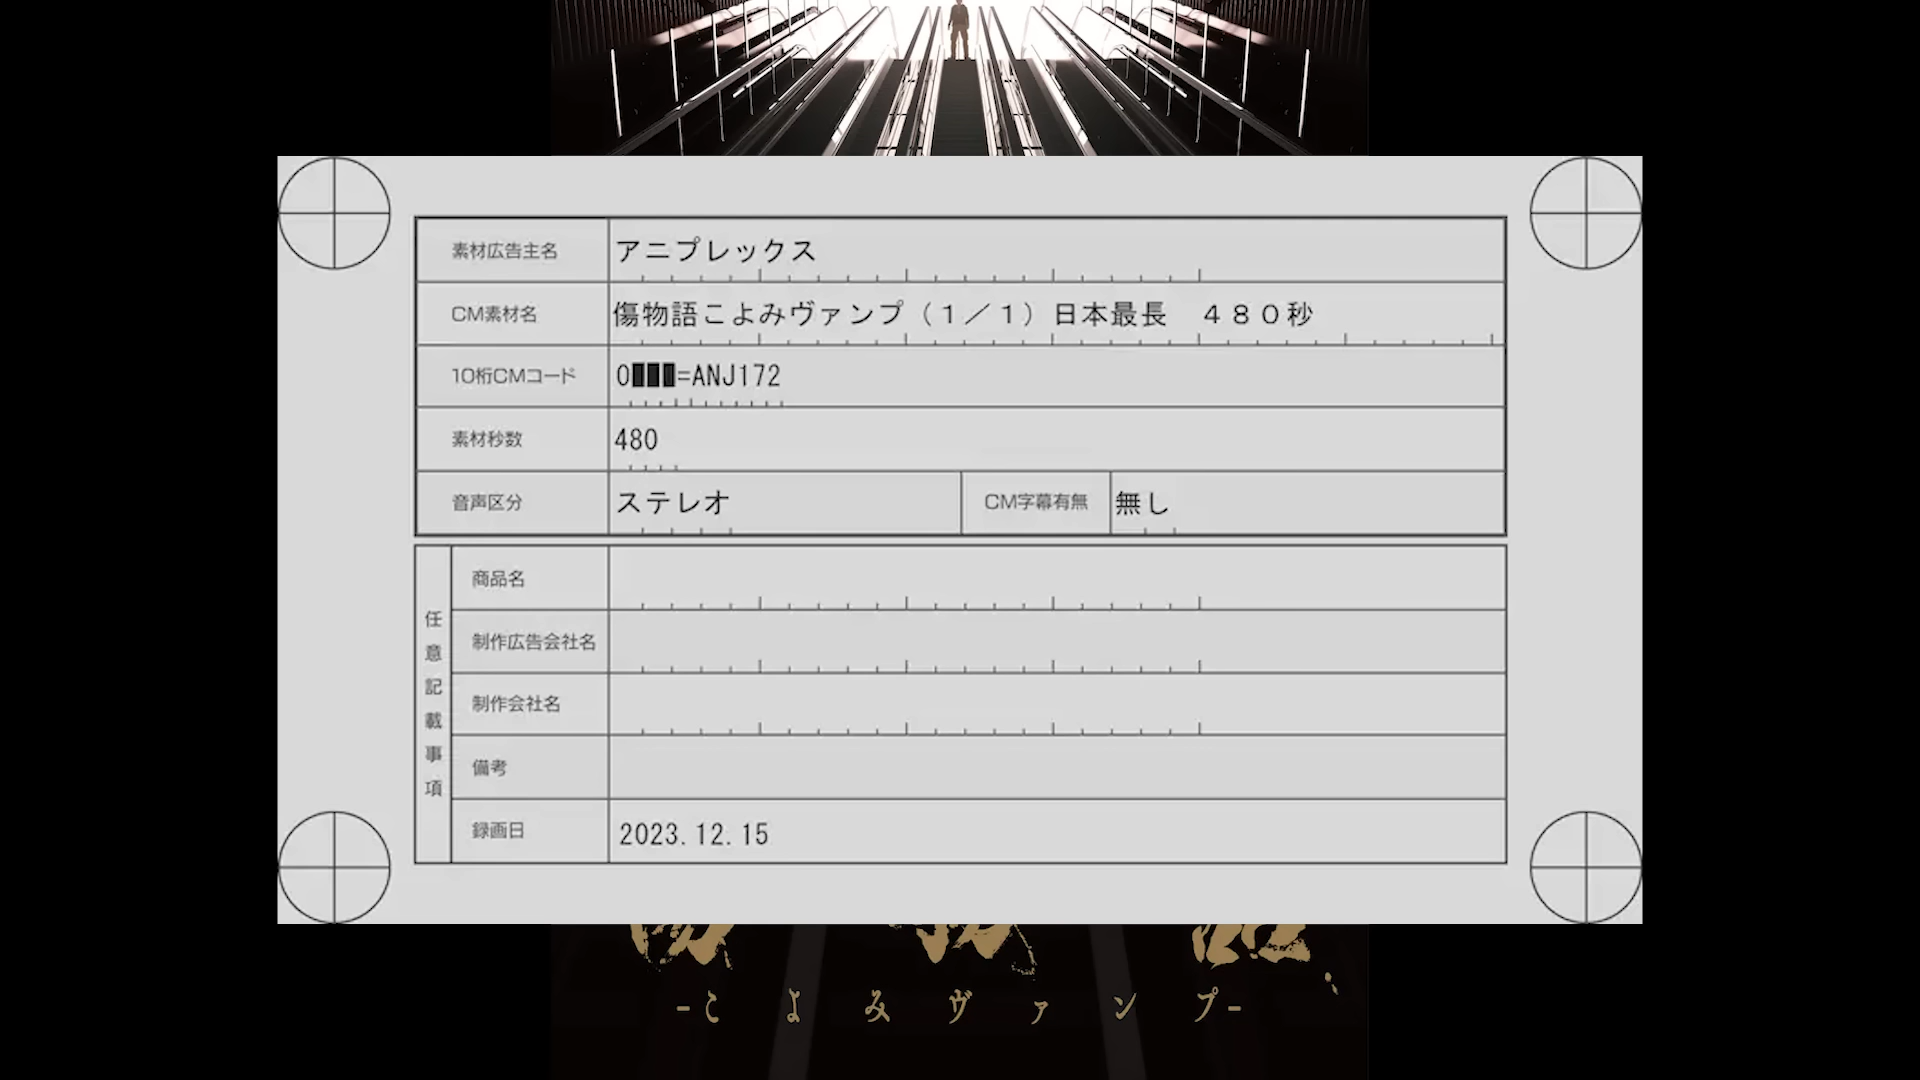 素材広告主名 アニプレックス
CM素材名 傷物語こよみヴァンプ（１／１）日本最長　４８０秒
10桁CMコード 0■■■=ANJ172
素材秒数 480
音声区分 ステレオ CM字幕有無 無し
任意記載事項
商品名
制作広告会社名
制作会社名
備考
録画日 2023.12.15
-こよみヴァンプ-